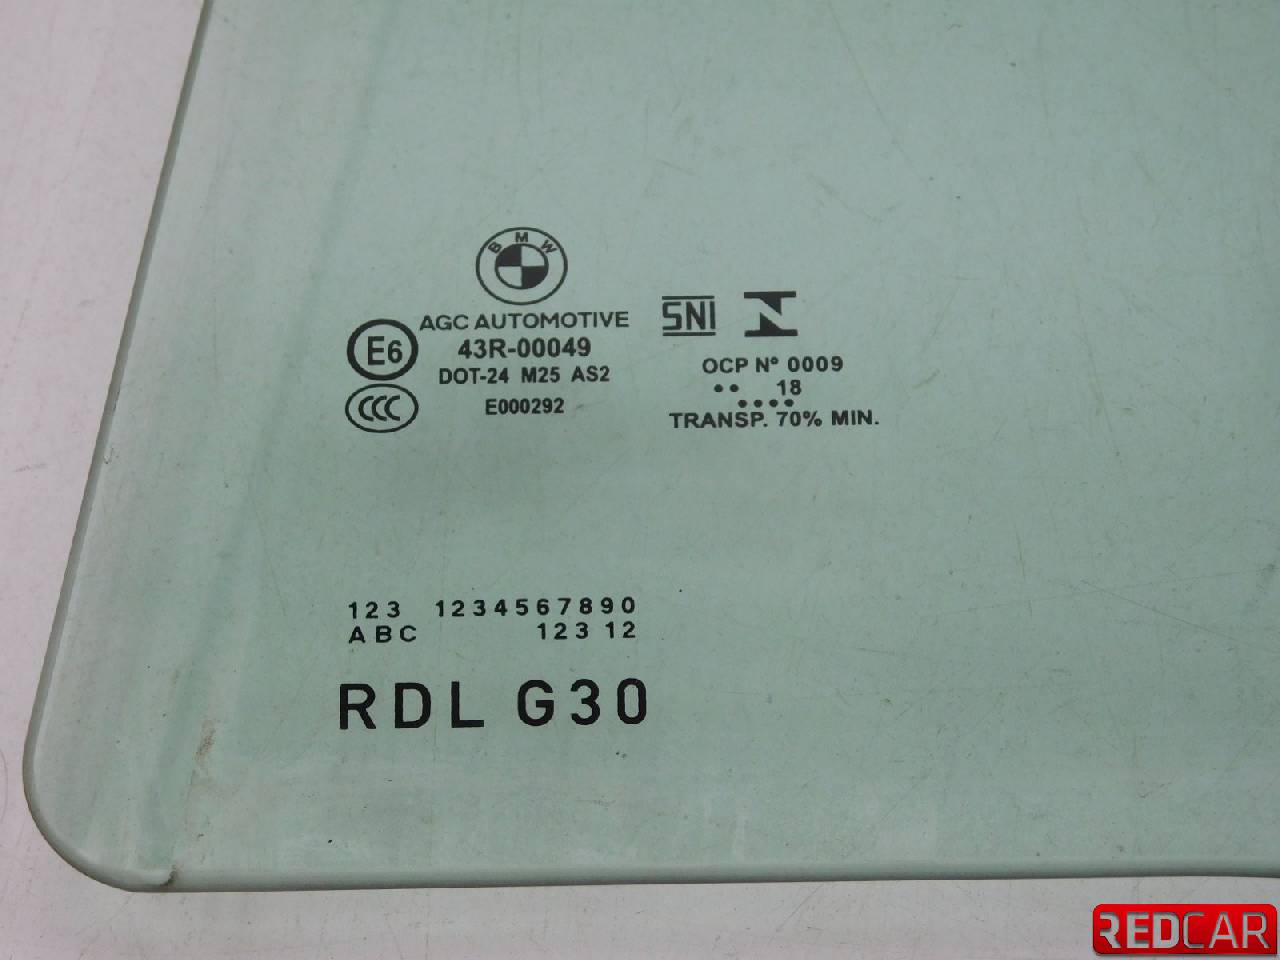 BMW
AGC AUTOMOTIVE
E6
43R-00049
DOT-24 M25 AS2
CCC
E000292
SNI
OCP Nº 0009
•• 18
••••
TRANSP. 70% MIN.
123 1234567890
ABC 123 12
RDL G30
REDCAR